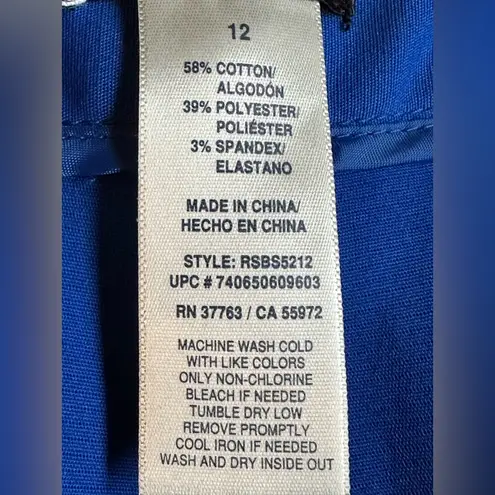 12
58% COTTON/
ALGODÓN
39% POLYESTER/
POLIÉSTER
3% SPANDEX/
ELASTANO
MADE IN CHINA/
HECHO EN CHINA
STYLE: RSBS5212
UPC # 740650609603
RN 37763 / CA 55972
MACHINE WASH COLD
WITH LIKE COLORS
ONLY NON-CHLORINE
BLEACH IF NEEDED
TUMBLE DRY LOW
REMOVE PROMPTLY
COOL IRON IF NEEDED
WASH AND DRY INSIDE OUT